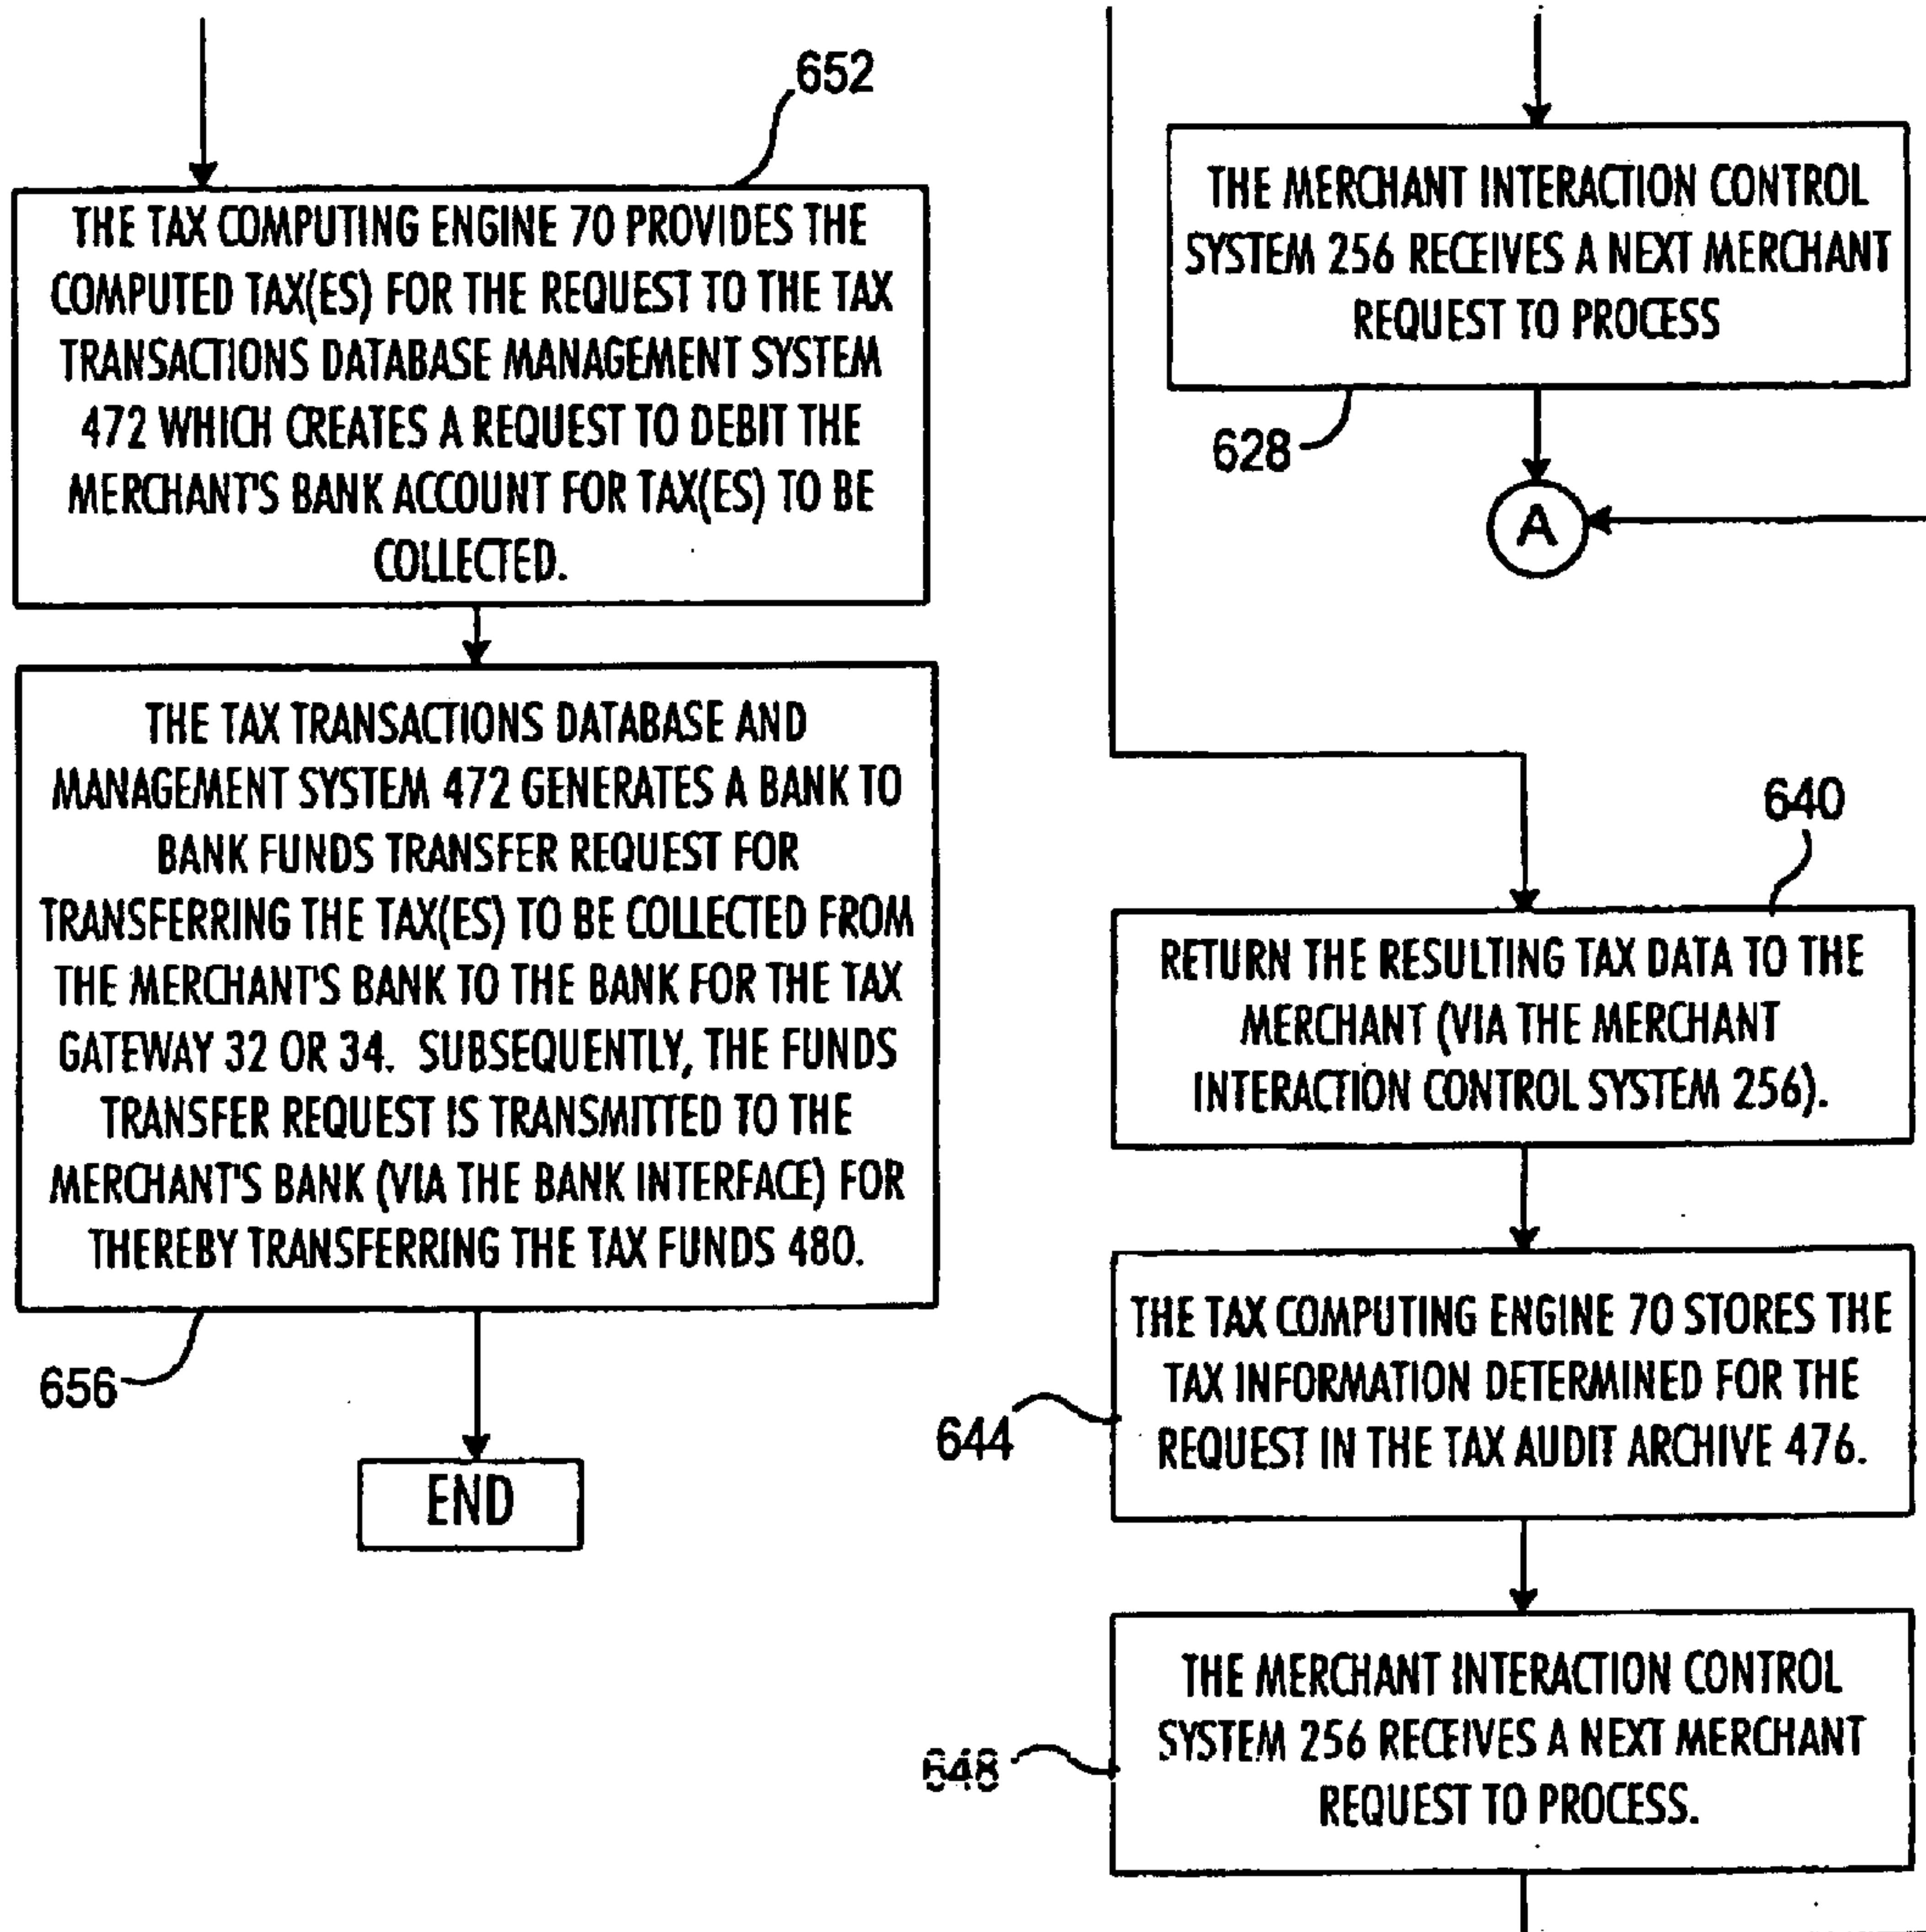 652
THE TAX COMPUTING ENGINE 70 PROVIDES THE
COMPUTED TAX(ES) FOR THE REQUEST TO THE TAX
TRANSACTIONS DATABASE MANAGEMENT SYSTEM
472 WHICH CREATES A REQUEST TO DEBIT THE
MERCHANT'S BANK ACCOUNT FOR TAX(ES) TO BE
COLLECTED.
THE TAX TRANSACTIONS DATABASE AND
MANAGEMENT SYSTEM 472 GENERATES A BANK TO
BANK FUNDS TRANSFER REQUEST FOR
TRANSFERRING THE TAX(ES) TO BE COLLECTED FROM
THE MERCHANT'S BANK TO THE BANK FOR THE TAX
GATEWAY 32 OR 34. SUBSEQUENTLY, THE FUNDS
TRANSFER REQUEST IS TRANSMITTED TO THE
MERCHANT'S BANK (VIA THE BANK INTERFACE) FOR
THEREBY TRANSFERRING THE TAX FUNDS 480.
656
END
THE MERCHANT INTERACTION CONTROL
SYSTEM 256 RECEIVES A NEXT MERCHANT
REQUEST TO PROCESS
628
A
640
RETURN THE RESULTING TAX DATA TO THE
MERCHANT (VIA THE MERCHANT
INTERACTION CONTROL SYSTEM 256).
THE TAX COMPUTING ENGINE 70 STORES THE
TAX INFORMATION DETERMINED FOR THE
REQUEST IN THE TAX AUDIT ARCHIVE 476.
644
THE MERCHANT INTERACTION CONTROL
SYSTEM 256 RECEIVES A NEXT MERCHANT
REQUEST TO PROCESS.
648